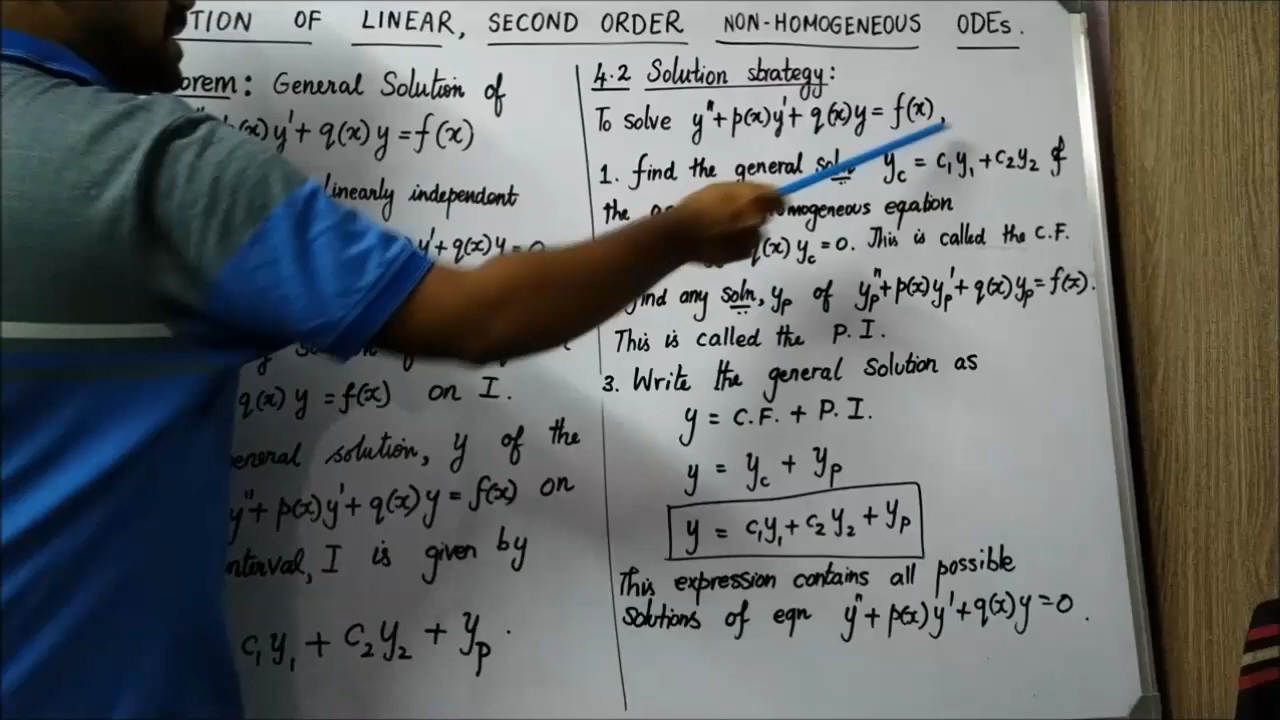 TION OF LINEAR, SECOND ORDER NON-HOMOGENEOUS ODEs.
orem: General Solution of
(x)y' + q(x) y = f(x)
linearly independent
y' + q(x)y = 0
q(x) y = f(x) on I.
eneral solution, y of the
y" + p(x)y' + q(x)y = f(x) on
nterval, I is given by
c₁y₁ + c₂y₂ + yₚ.
4.2 Solution strategy:
To solve y" + p(x)y' + q(x)y = f(x),
1. find the general soln y_c = c₁y₁ + c₂y₂ of
the mogeneous eqation
q(x) y_c = 0. This is called the C.F.
find any soln, yₚ of yₚ" + p(x)yₚ' + q(x)yₚ = f(x).
This is called the P.I.
3. Write the general solution as
y = C.F. + P.I.
y = y_c + yₚ
y = c₁y₁ + c₂y₂ + yₚ
This expression contains all possible
solutions of eqn y" + p(x)y' + q(x)y = 0.